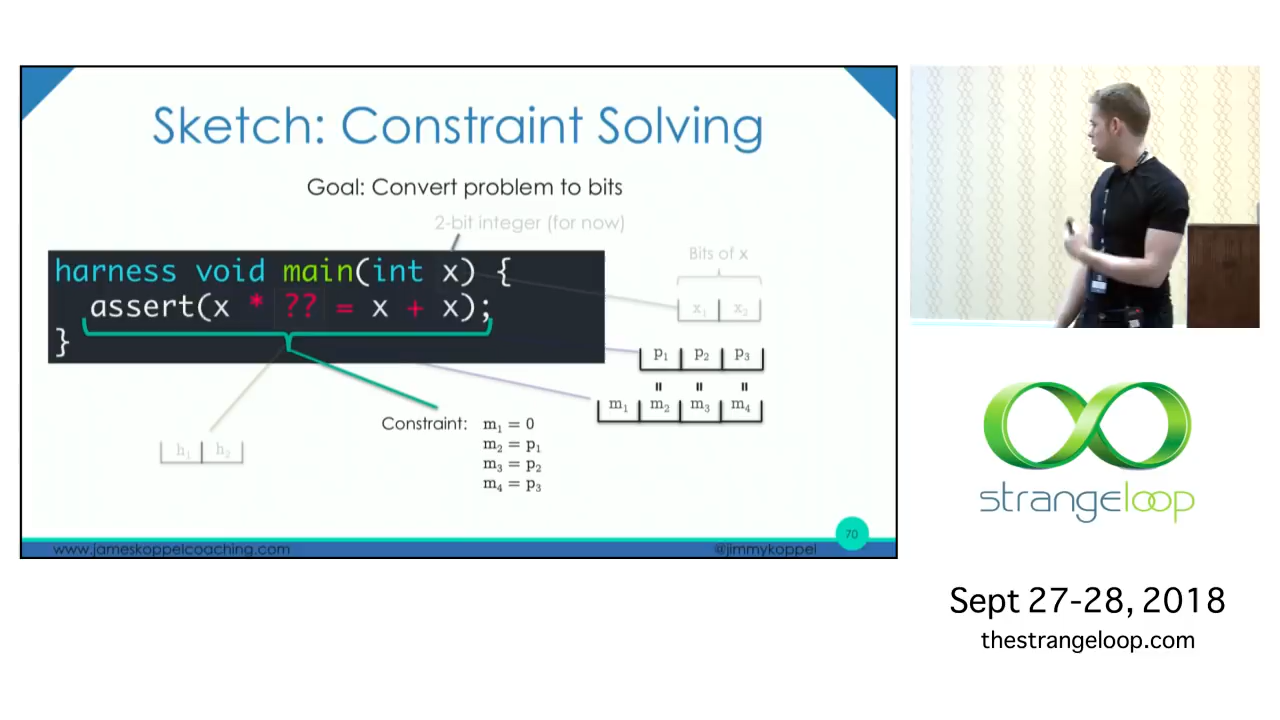 Sketch: Constraint Solving
Goal: Convert problem to bits
2-bit integer (for now)
harness void main(int x) {
assert(x * ?? = x + x);
}
Bits of x
x₁ x₂
p₁ p₂ p₃
= = =
m₁ m₂ m₃ m₄
h₁ h₂
Constraint: m₁ = 0
m₂ = p₁
m₃ = p₂
m₄ = p₃
www.jameskoppelcoaching.com
@jimmykoppel
70
strangeloop
Sept 27-28, 2018
thestrangeloop.com